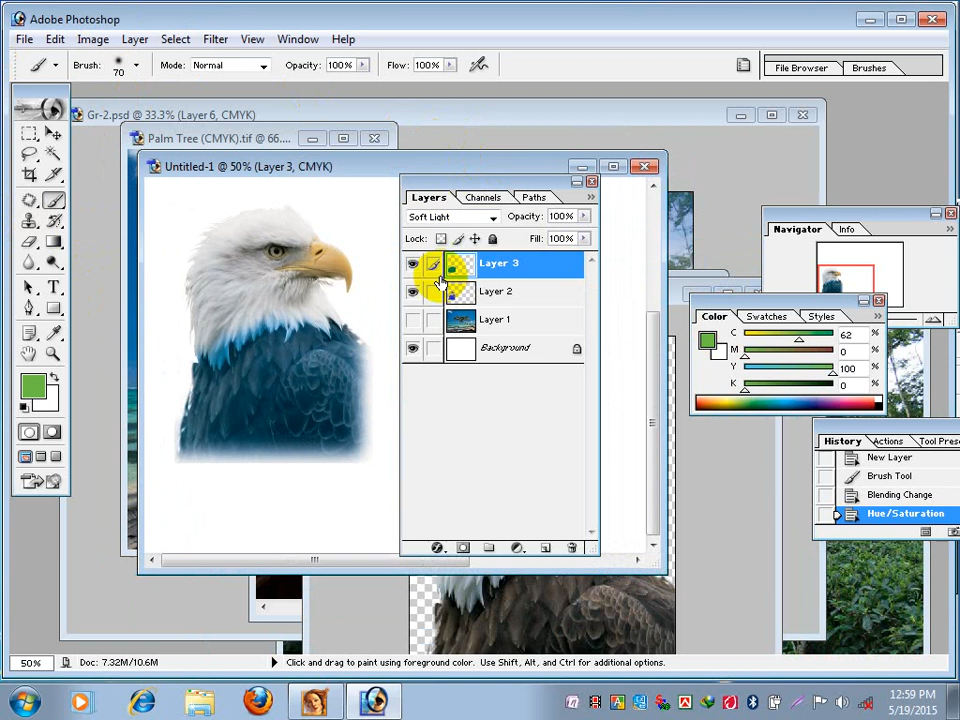 Adobe Photoshop
File Edit Image Layer Select Filter View Window Help
Brush: 70 Mode: Normal Opacity: 100% Flow: 100% File Browser Brushes
Gr-2.psd @ 33.3% (Layer 6, CMYK)
Palm Tree (CMYK).tif @ 66....
Untitled-1 @ 50% (Layer 3, CMYK)
Layers Channels Paths
Soft Light Opacity: 100%
Lock: Fill: 100%
Layer 3
Layer 2
Layer 1
Background
Navigator Info
Color Swatches Styles
C 62 %
M 0 %
Y 100 %
K 0 %
History Actions Tool Prese
New Layer
Brush Tool
Blending Change
Hue/Saturation
50% Doc: 7.32M/10.6M Click and drag to paint using foreground color. Use Shift, Alt, and Ctrl for additional options.
12:59 PM
5/19/2015